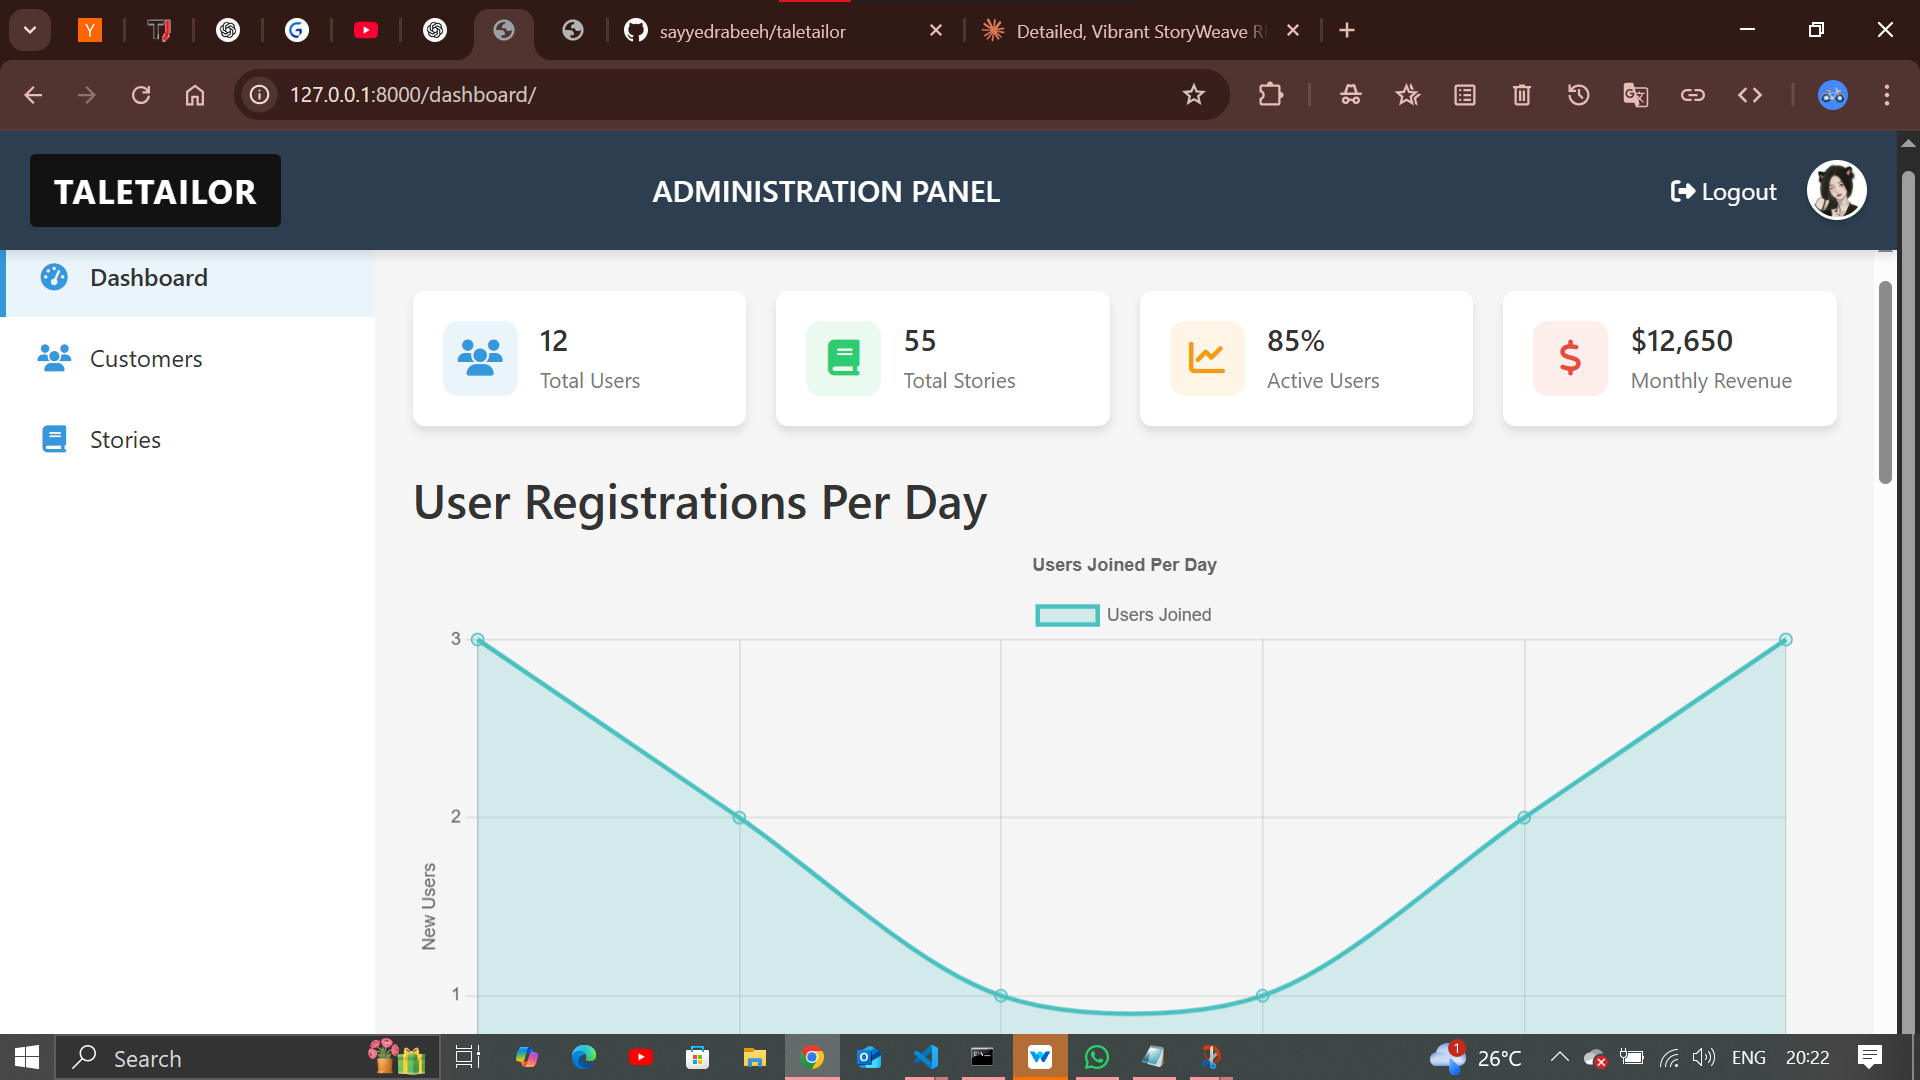 sayyedrabeeh/taletailor
Detailed, Vibrant StoryWeave
127.0.0.1:8000/dashboard/
TALETAILOR
ADMINISTRATION PANEL
Logout
Dashboard
Customers
Stories
12
Total Users
55
Total Stories
85%
Active Users
$12,650
Monthly Revenue
User Registrations Per Day
Users Joined Per Day
Users Joined
3
2
1
New Users
Search
1
26°C
ENG
20:22